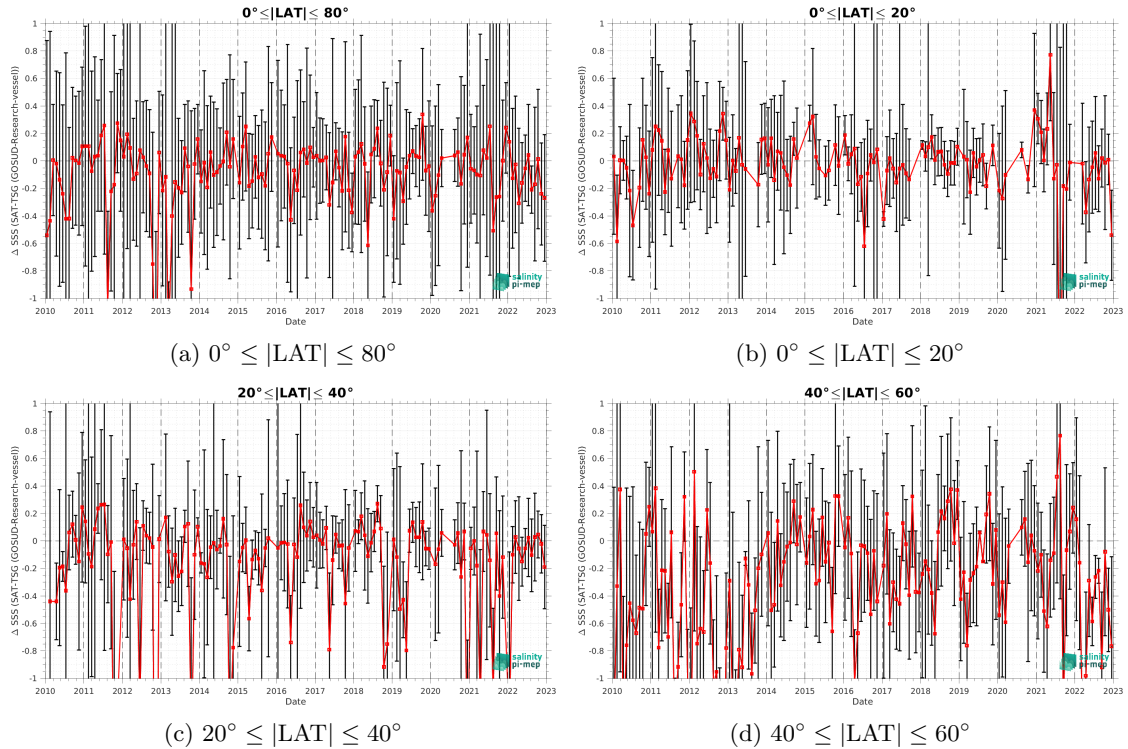 0°≤|LAT|≤ 80°
Δ SSS (SAT-TSG (GOSUD-Research-vessel))
1
0.8
0.6
0.4
0.2
0
-0.2
-0.4
-0.6
-0.8
-1
2010 2011 2012 2013 2014 2015 2016 2017 2018 2019 2020 2021 2022 2023
Date
salinity
pi-mep
(a) 0° ≤ |LAT| ≤ 80°
0°≤|LAT|≤ 20°
Δ SSS (SAT-TSG (GOSUD-Research-vessel))
1
0.8
0.6
0.4
0.2
0
-0.2
-0.4
-0.6
-0.8
-1
2010 2011 2012 2013 2014 2015 2016 2017 2018 2019 2020 2021 2022 2023
Date
salinity
pi-mep
(b) 0° ≤ |LAT| ≤ 20°
20°≤|LAT|≤ 40°
Δ SSS (SAT-TSG (GOSUD-Research-vessel))
1
0.8
0.6
0.4
0.2
0
-0.2
-0.4
-0.6
-0.8
-1
2010 2011 2012 2013 2014 2015 2016 2017 2018 2019 2020 2021 2022 2023
Date
salinity
pi-mep
(c) 20° ≤ |LAT| ≤ 40°
40°≤|LAT|≤ 60°
Δ SSS (SAT-TSG (GOSUD-Research-vessel))
1
0.8
0.6
0.4
0.2
0
-0.2
-0.4
-0.6
-0.8
-1
2010 2011 2012 2013 2014 2015 2016 2017 2018 2019 2020 2021 2022 2023
Date
salinity
pi-mep
(d) 40° ≤ |LAT| ≤ 60°